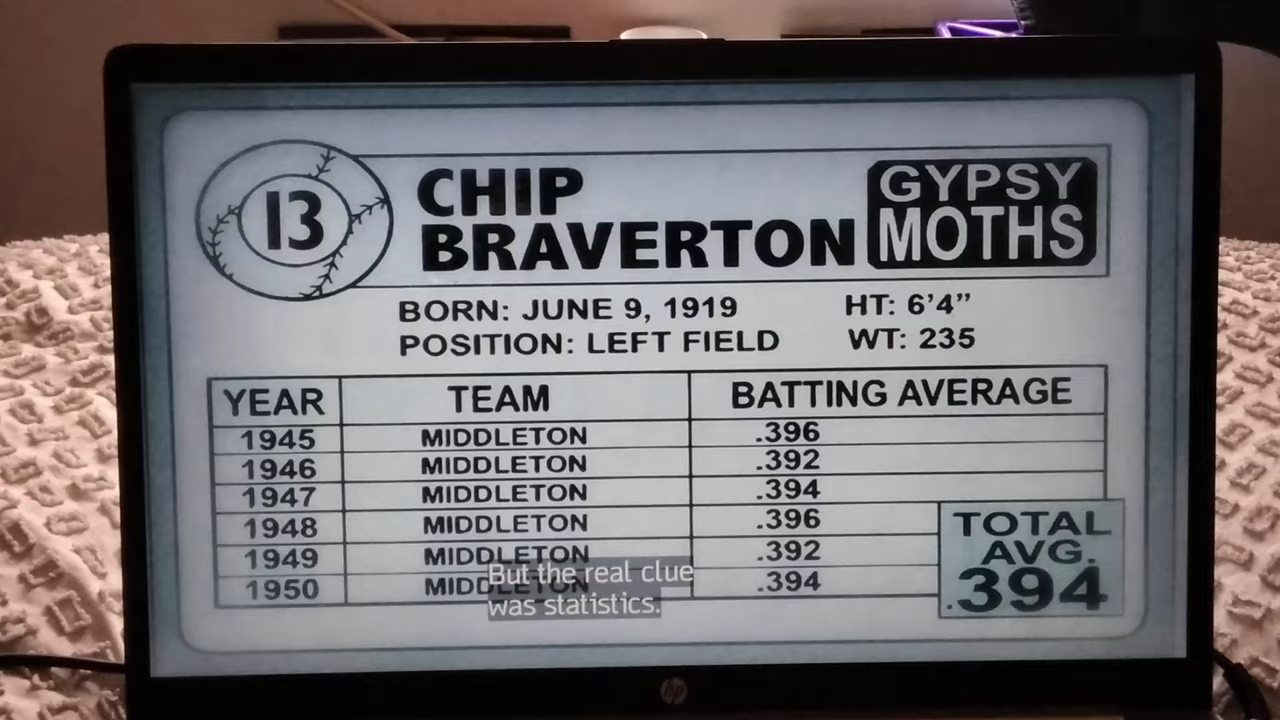 13
CHIP
BRAVERTON
GYPSY
MOTHS
BORN: JUNE 9, 1919 HT: 6'4"
POSITION: LEFT FIELD WT: 235
YEAR TEAM BATTING AVERAGE
1945 MIDDLETON .396
1946 MIDDLETON .392
1947 MIDDLETON .394
1948 MIDDLETON .396
1949 MIDDLETON .392
1950 MIDDLETON .394
TOTAL
AVG.
.394
But the real clue
was statistics.
hp